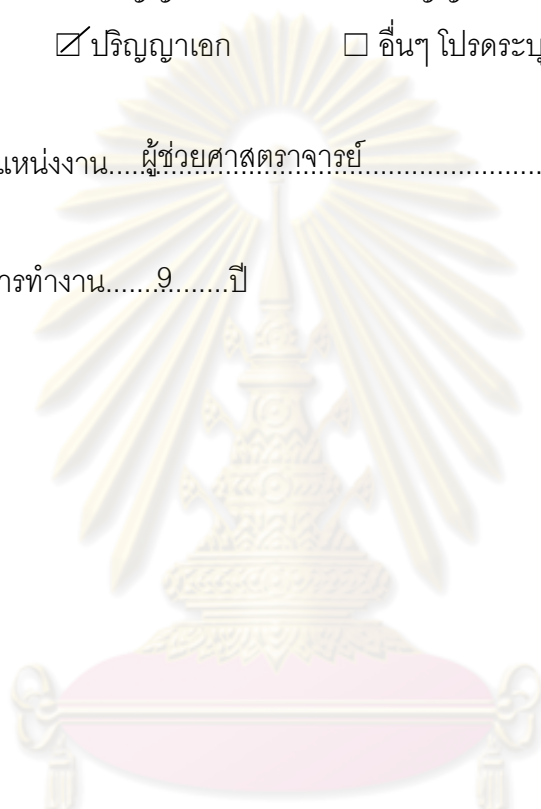 ☑ ปริญญาเอก ☐ อื่นๆ โปรดระบุ
แหน่งงาน.....ผู้ช่วยศาสตราจารย์..................................
ารทำงาน......9........ปี